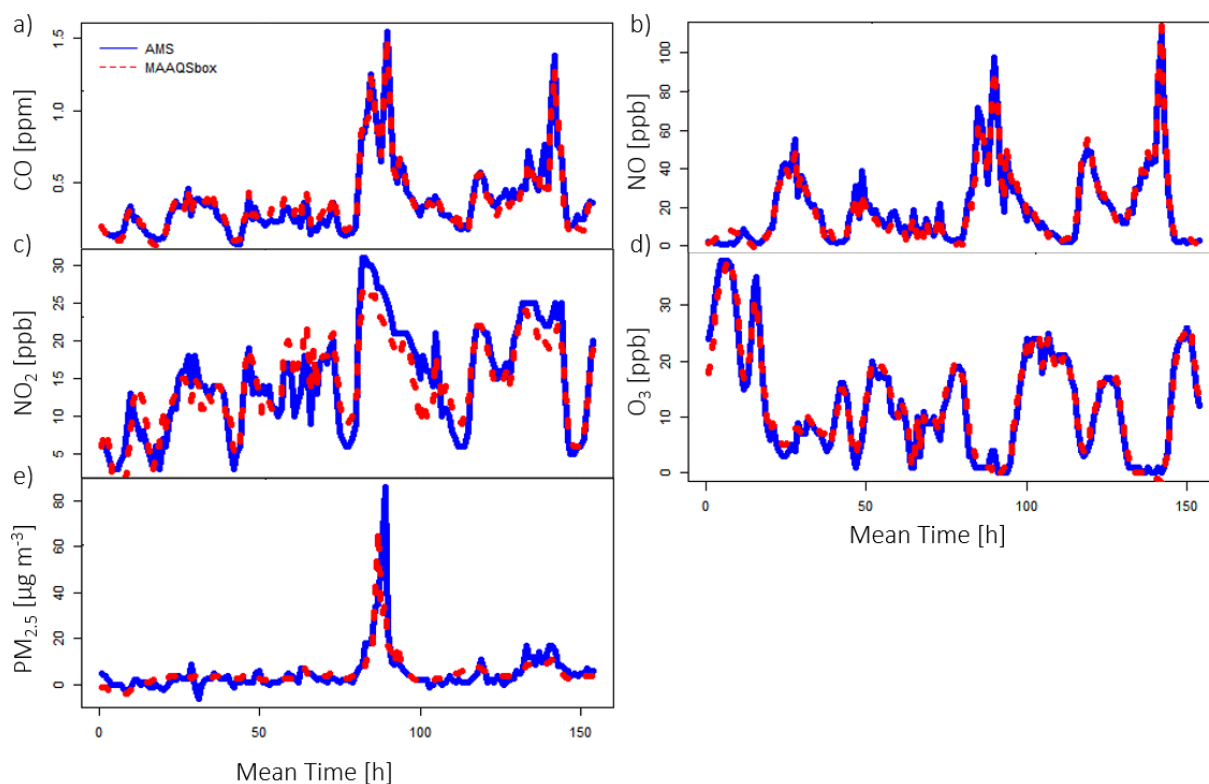 a)
CO [ppm]
1.5
1.0
0.5
AMS
MAAQSbox
b)
NO [ppb]
100
80
60
40
20
0
c)
NO2 [ppb]
30
25
20
15
10
5
d)
O3 [ppb]
30
20
10
0
0 50 100 150
Mean Time [h]
e)
PM2.5 [µg m-3]
80
60
40
20
0
0 50 100 150
Mean Time [h]